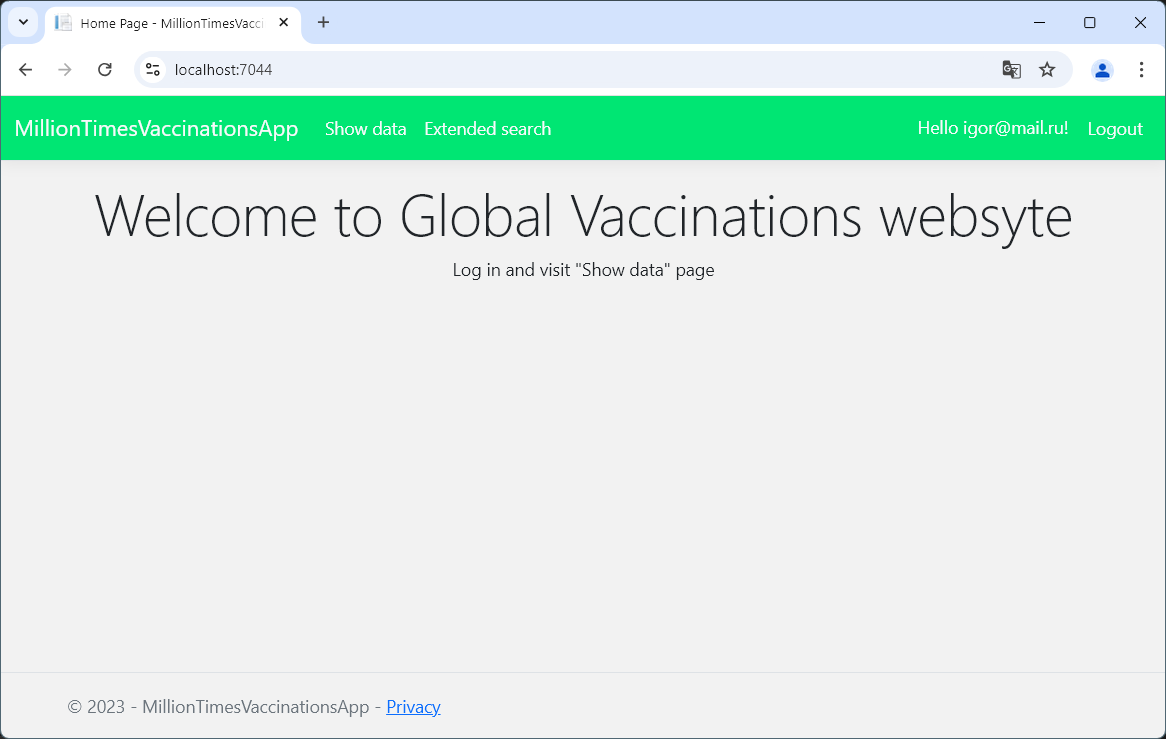 Home Page - MillionTimesVacci
localhost:7044
MillionTimesVaccinationsApp Show data Extended search Hello igor@mail.ru! Logout
Welcome to Global Vaccinations websyte
Log in and visit "Show data" page
© 2023 - MillionTimesVaccinationsApp - Privacy